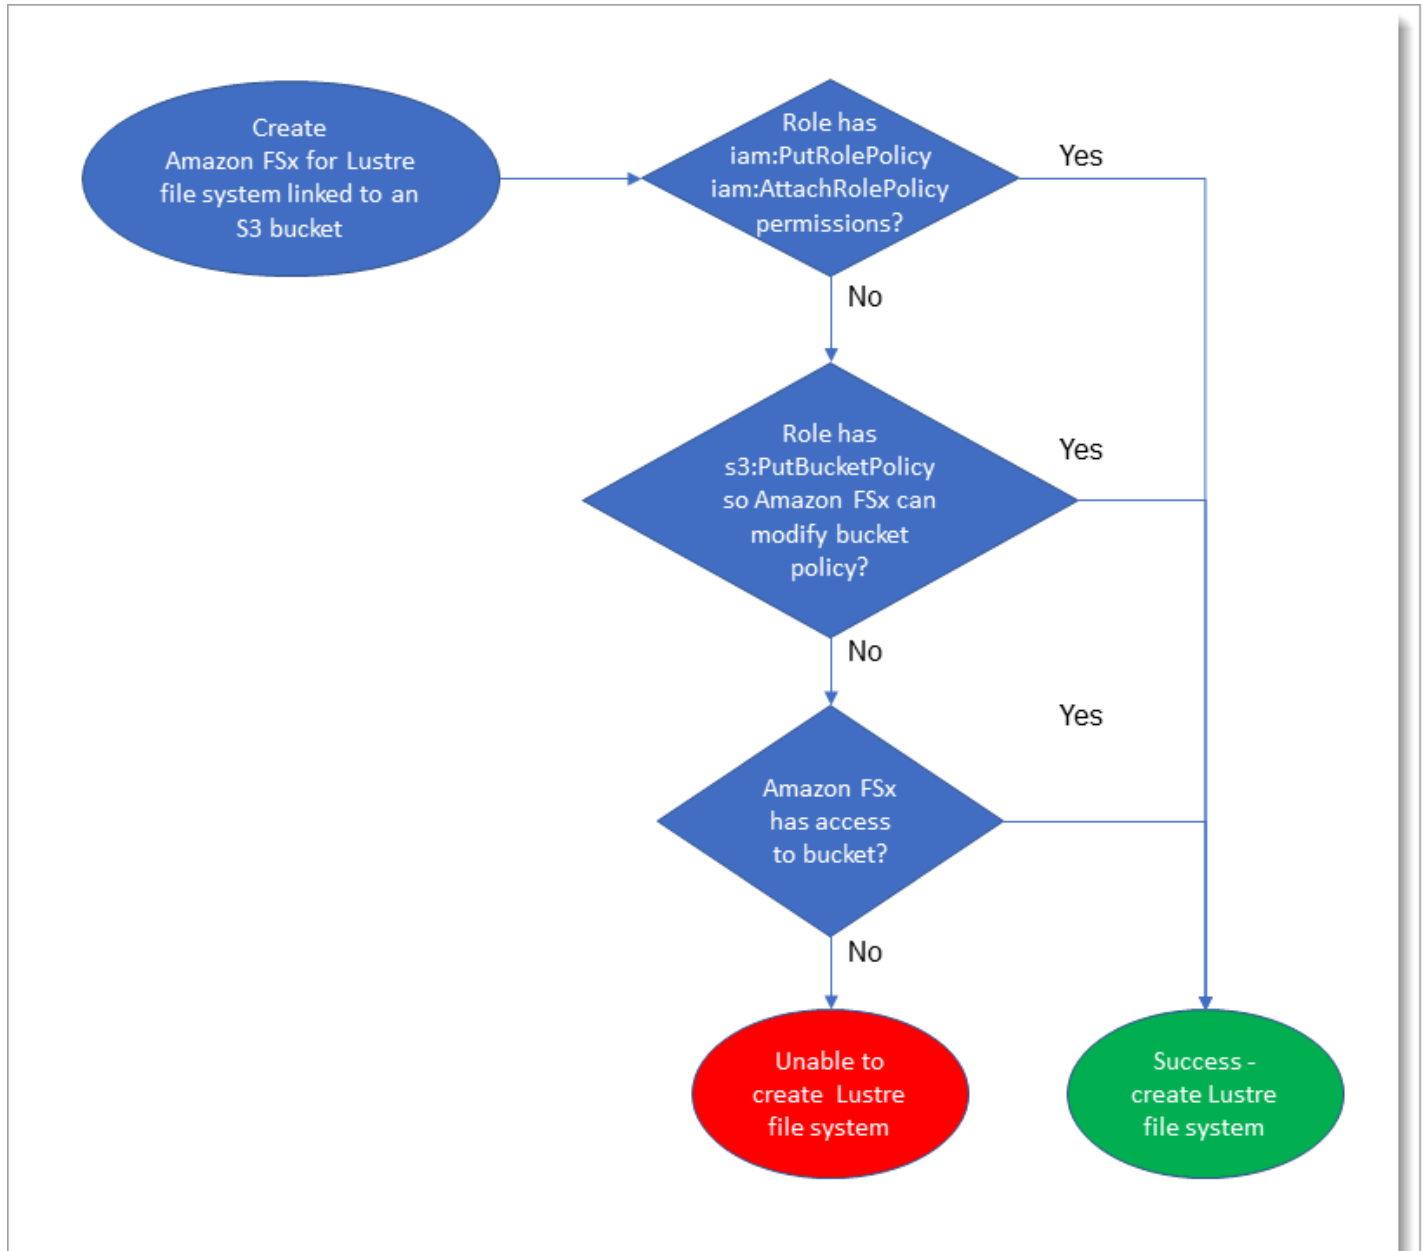 Create
Amazon FSx for Lustre
file system linked to an
S3 bucket
Role has
iam:PutRolePolicy
iam:AttachRolePolicy
permissions?
Yes
No
Role has
s3:PutBucketPolicy
so Amazon FSx can
modify bucket
policy?
Yes
No
Yes
Amazon FSx
has access
to bucket?
No
Unable to
create Lustre
file system
Success -
create Lustre
file system